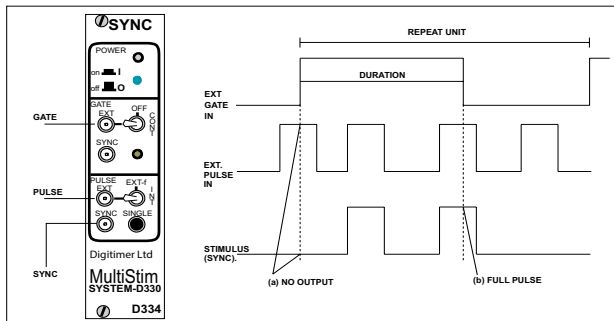 SYNC
POWER
on I
off O
GATE
GATE
EXT
OFF
CONT
SYNC
PULSE
PULSE
EXT
EXT-f
INT
SYNC
SINGLE
SYNC
Digitimer Ltd
MultiStim
SYSTEM-D330
D334
REPEAT UNIT
DURATION
EXT
GATE
IN
EXT.
PULSE
IN
STIMULUS
(SYNC).
(a) NO OUTPUT
(b) FULL PULSE